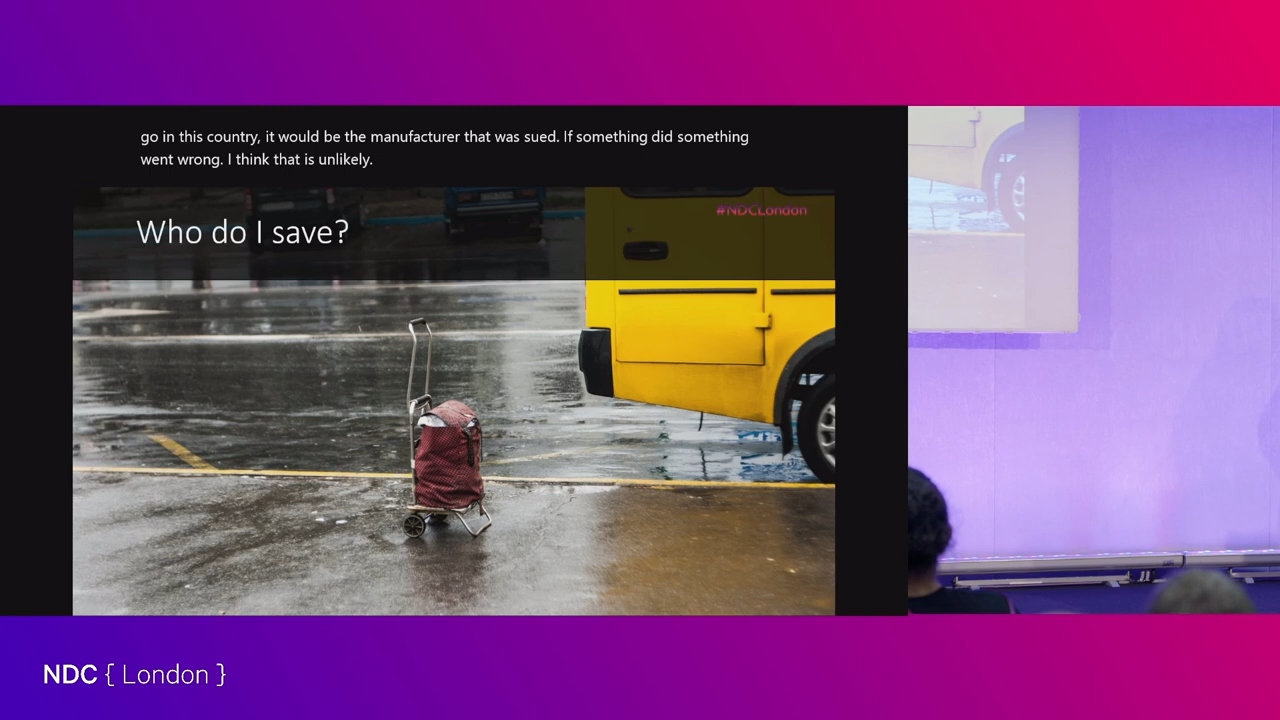 go in this country, it would be the manufacturer that was sued. If something did something
went wrong. I think that is unlikely.
Who do I save?
#NDCLondon
NDC { London }